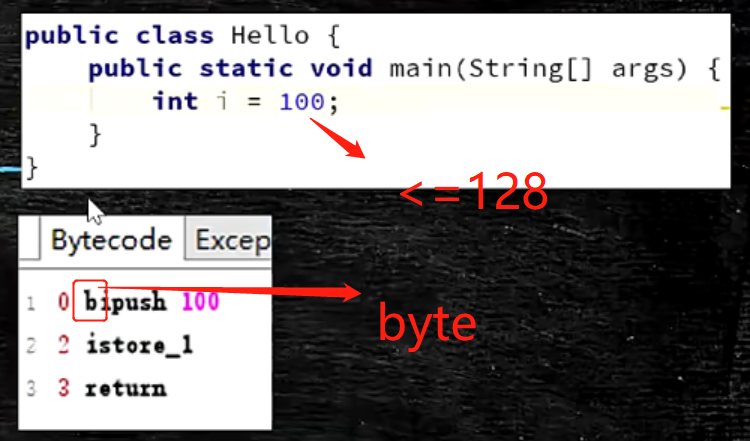 public class Hello {
public static void main(String[] args) {
int i = 100;
}
}
<=128
Bytecode Excep
1 0 bipush 100
byte
2 2 istore_1
3 3 return